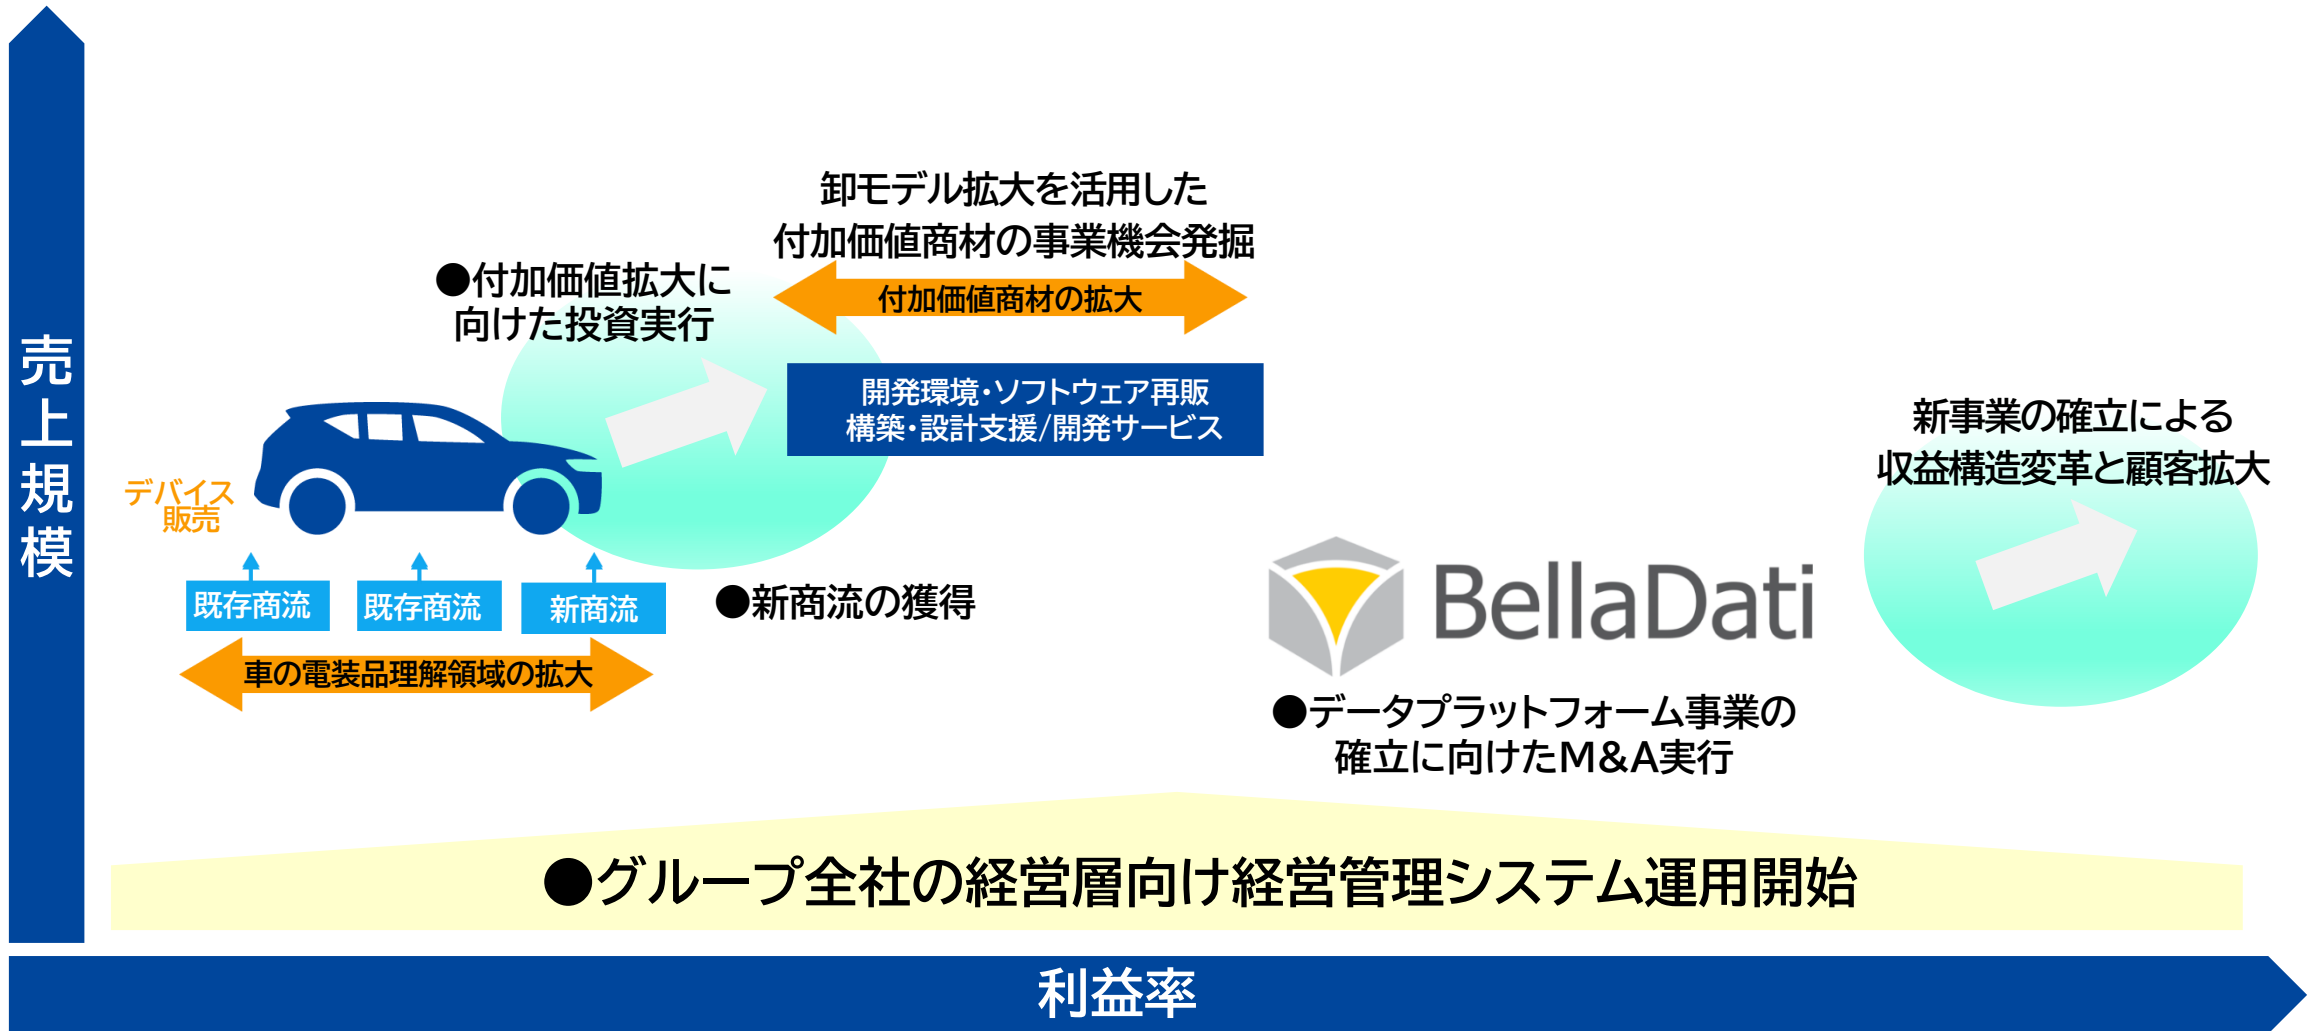 売上規模
卸モデル拡大を活用した
付加価値商材の事業機会発掘
付加価値商材の拡大
●付加価値拡大に
向けた投資実行
開発環境・ソフトウェア再販
構築・設計支援/開発サービス
デバイス
販売
既存商流
既存商流
新商流
車の電装品理解領域の拡大
●新商流の獲得
新事業の確立による
収益構造変革と顧客拡大
BellaDati
●データプラットフォーム事業の
確立に向けたM&A実行
●グループ全社の経営層向け経営管理システム運用開始
利益率